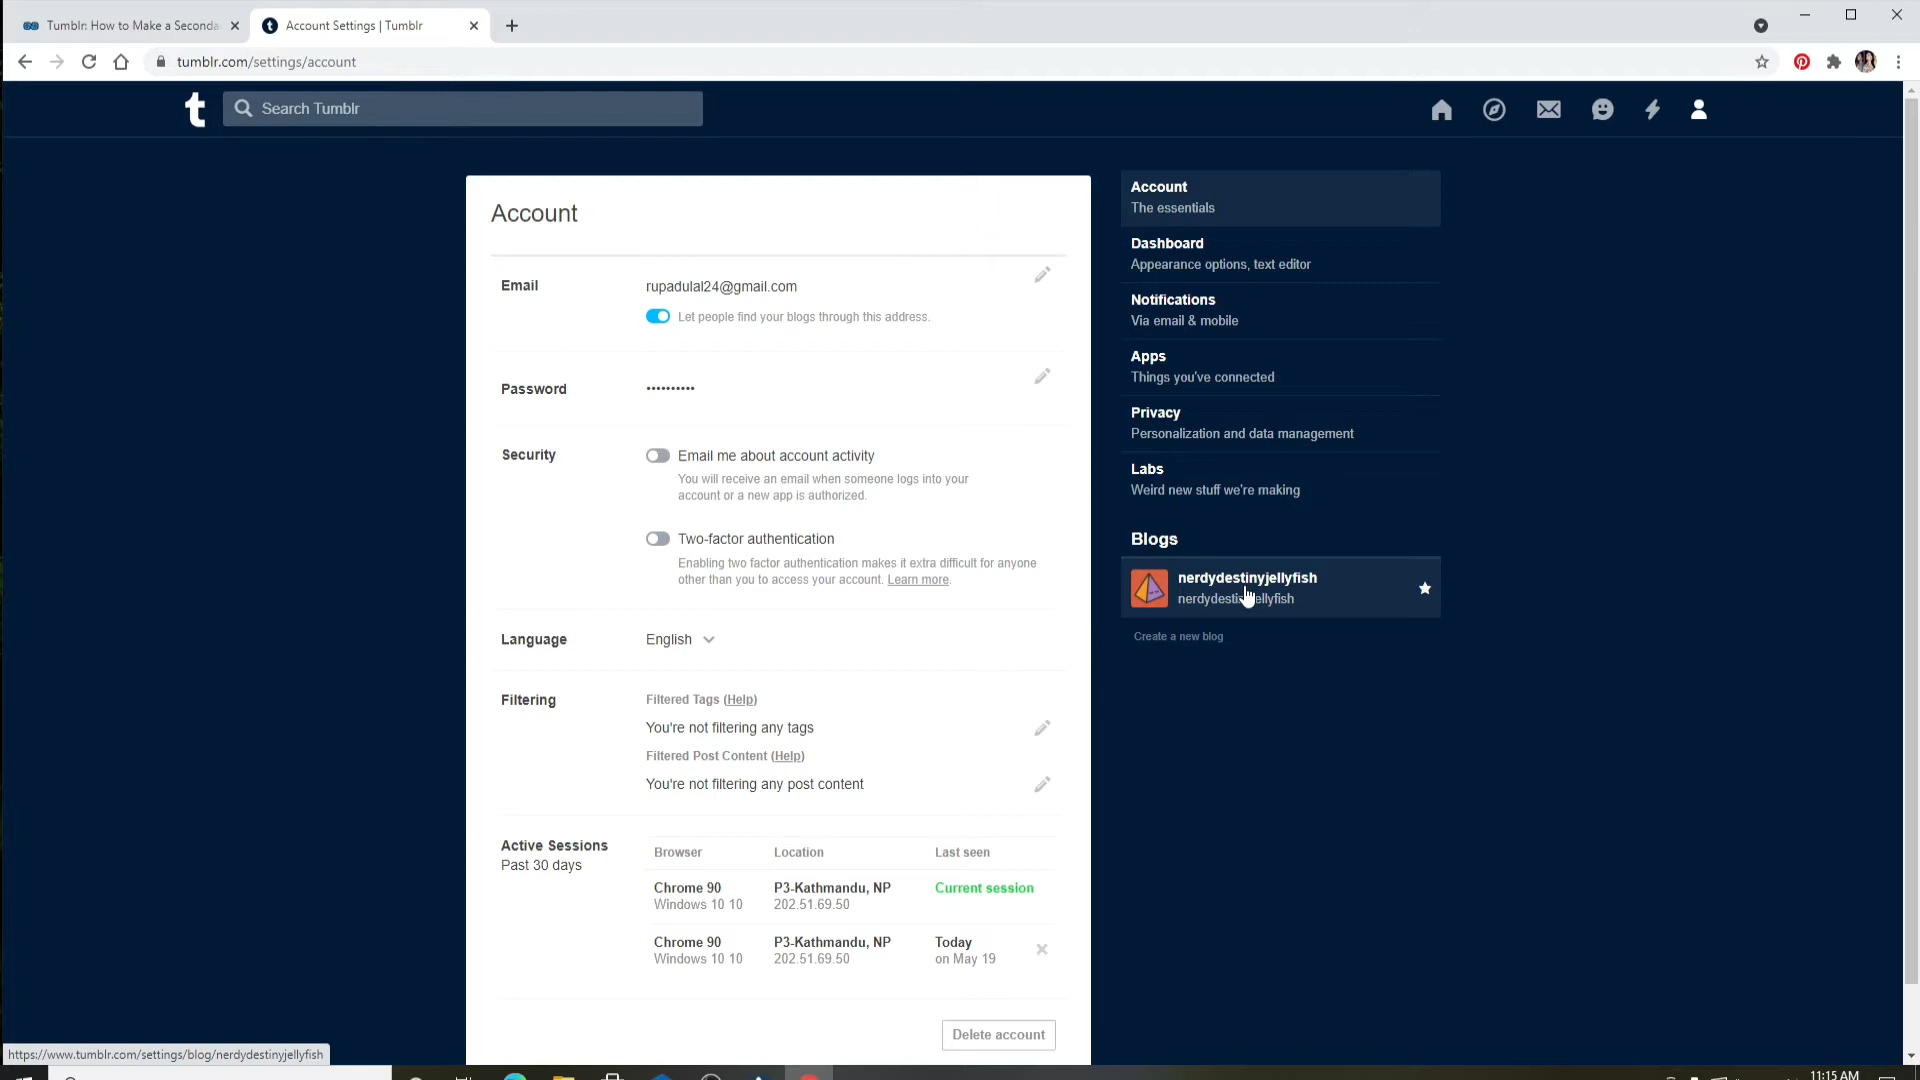 Tumblr: How to Make a Seconda
Account Settings | Tumblr
tumblr.com/settings/account
Search Tumblr
Account
Email
rupadulal24@gmail.com
Let people find your blogs through this address.
Password
••••••••••
Security
Email me about account activity
You will receive an email when someone logs into your
account or a new app is authorized.
Two-factor authentication
Enabling two factor authentication makes it extra difficult for anyone
other than you to access your account. Learn more.
Language
English
Filtering
Filtered Tags (Help)
You're not filtering any tags
Filtered Post Content (Help)
You're not filtering any post content
Active Sessions
Past 30 days
Browser Location Last seen
Chrome 90 P3-Kathmandu, NP Current session
Windows 10 10 202.51.69.50
Chrome 90 P3-Kathmandu, NP Today
Windows 10 10 202.51.69.50 on May 19
Delete account
Account
The essentials
Dashboard
Appearance options, text editor
Notifications
Via email & mobile
Apps
Things you've connected
Privacy
Personalization and data management
Labs
Weird new stuff we're making
Blogs
nerdydestinyjellyfish
Create a new blog
https://www.tumblr.com/settings/blog/nerdydestinyjellyfish
11:15 AM